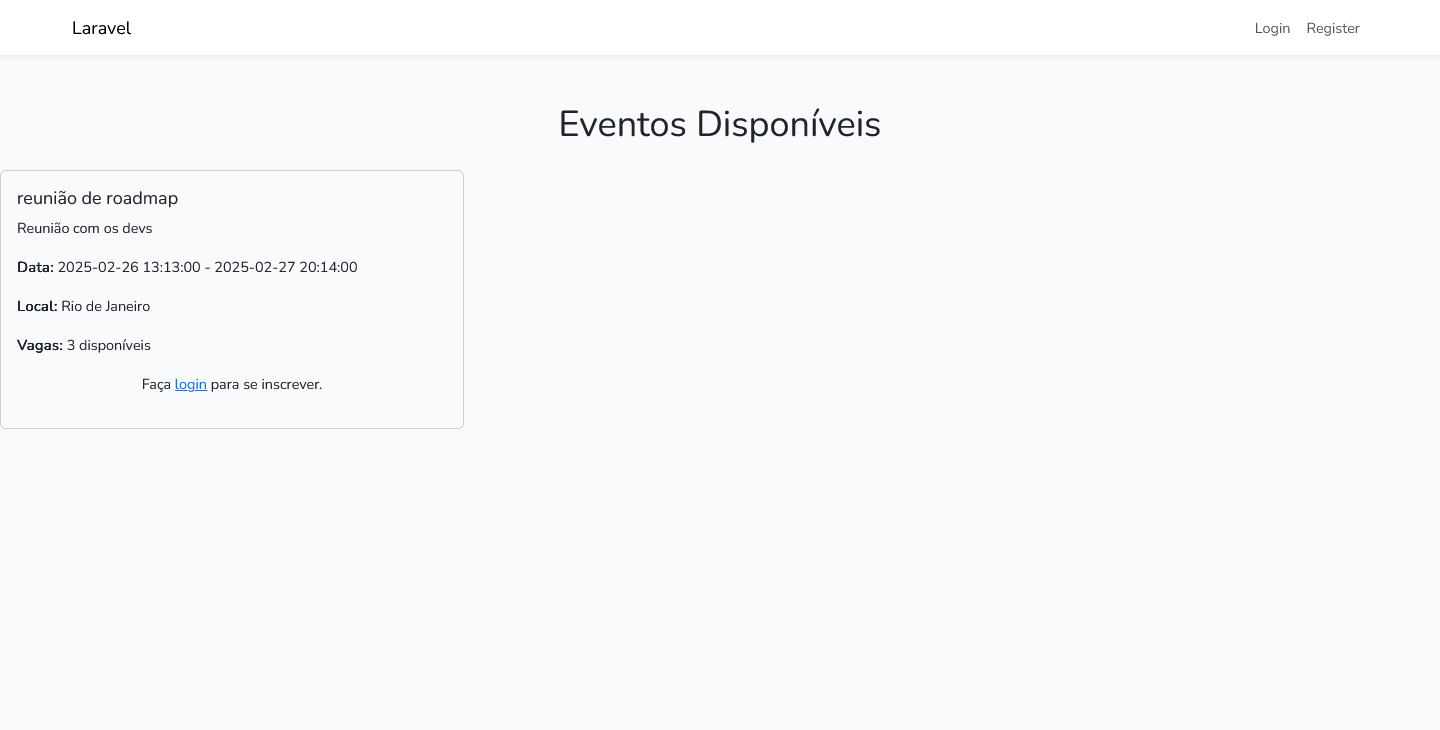 Laravel
Login Register
Eventos Disponíveis
reunião de roadmap
Reunião com os devs
Data: 2025-02-26 13:13:00 - 2025-02-27 20:14:00
Local: Rio de Janeiro
Vagas: 3 disponíveis
Faça login para se inscrever.